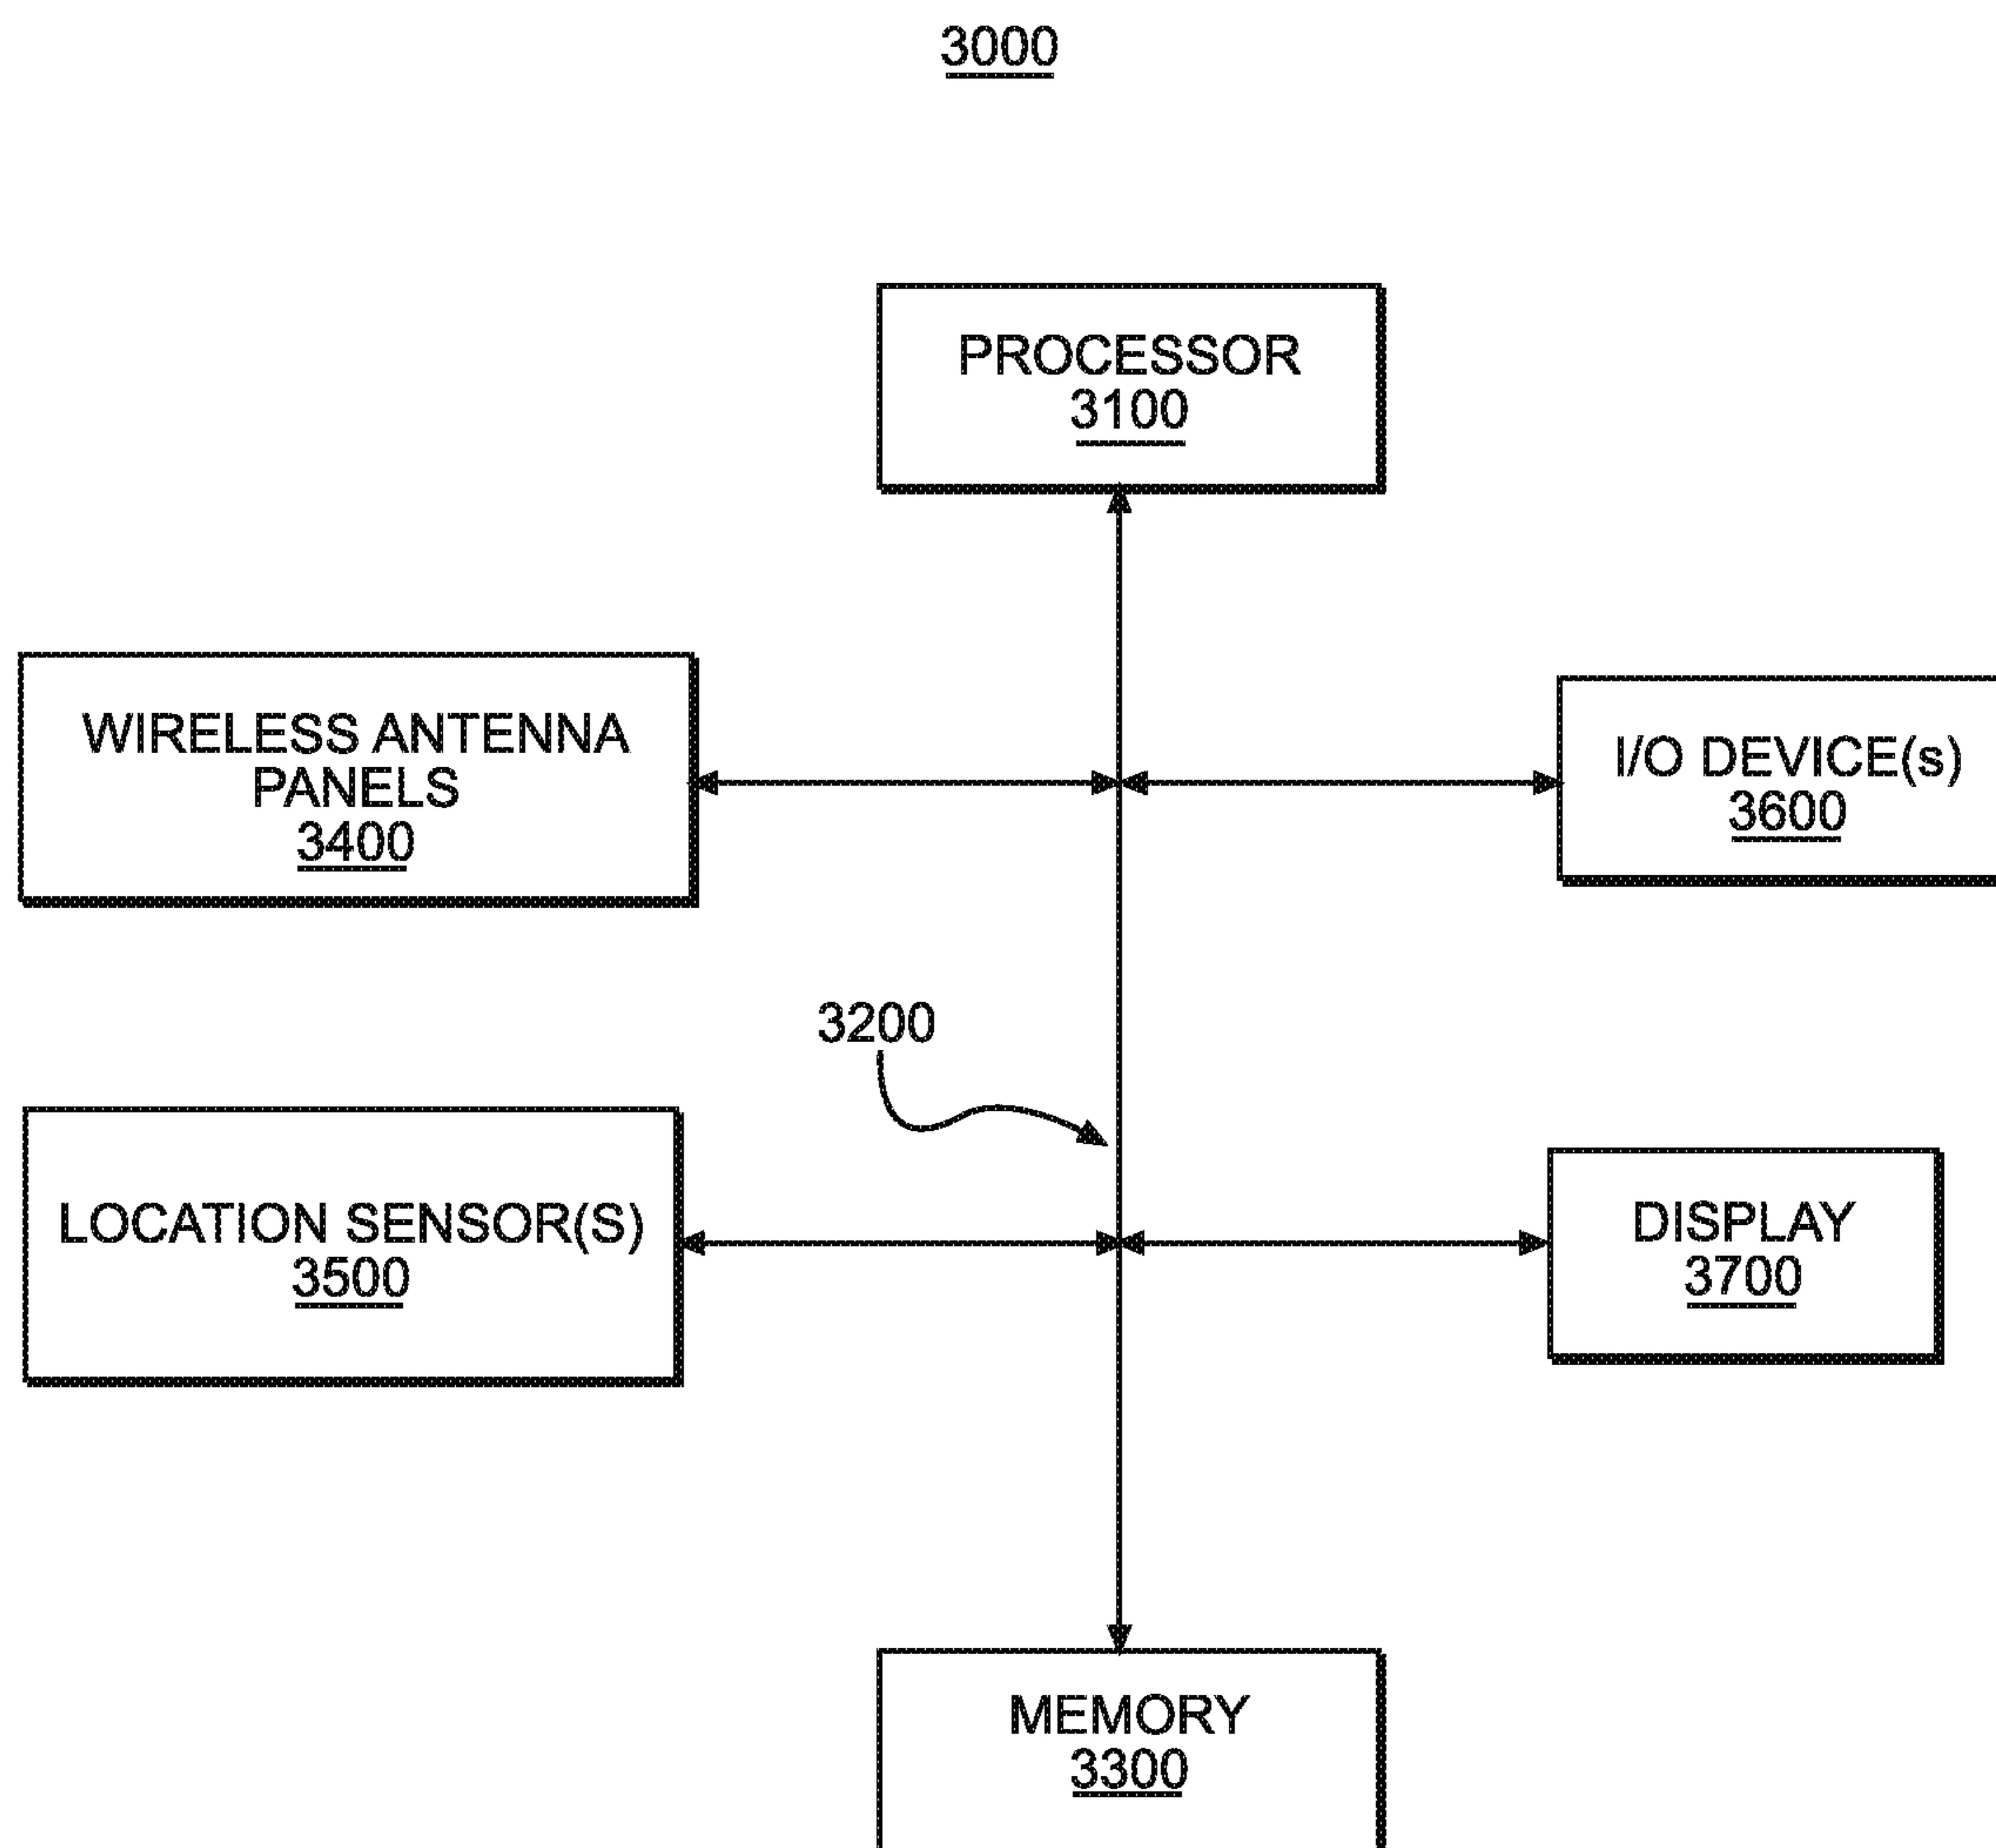 3000
PROCESSOR
3100
WIRELESS ANTENNA
PANELS
3400
I/O DEVICE(s)
3600
3200
LOCATION SENSOR(S)
3500
DISPLAY
3700
MEMORY
3300